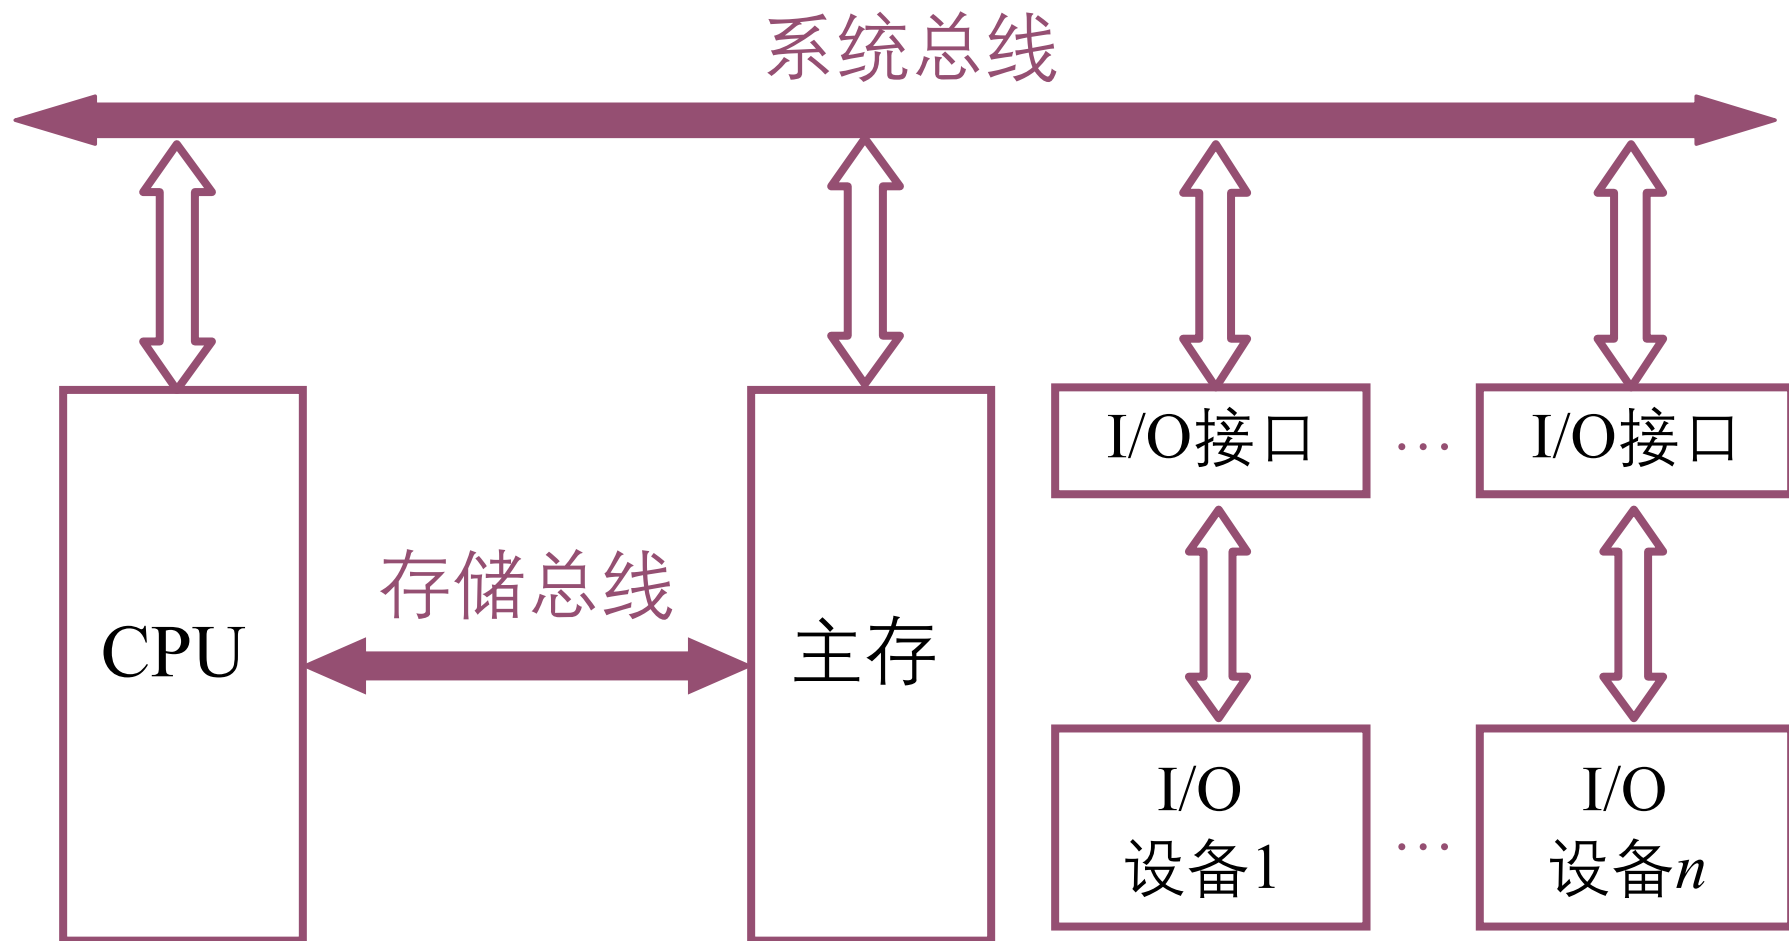 系统总线
I/O接口 … I/O接口
存储总线
CPU
主存
I/O
设备1
…
I/O
设备n